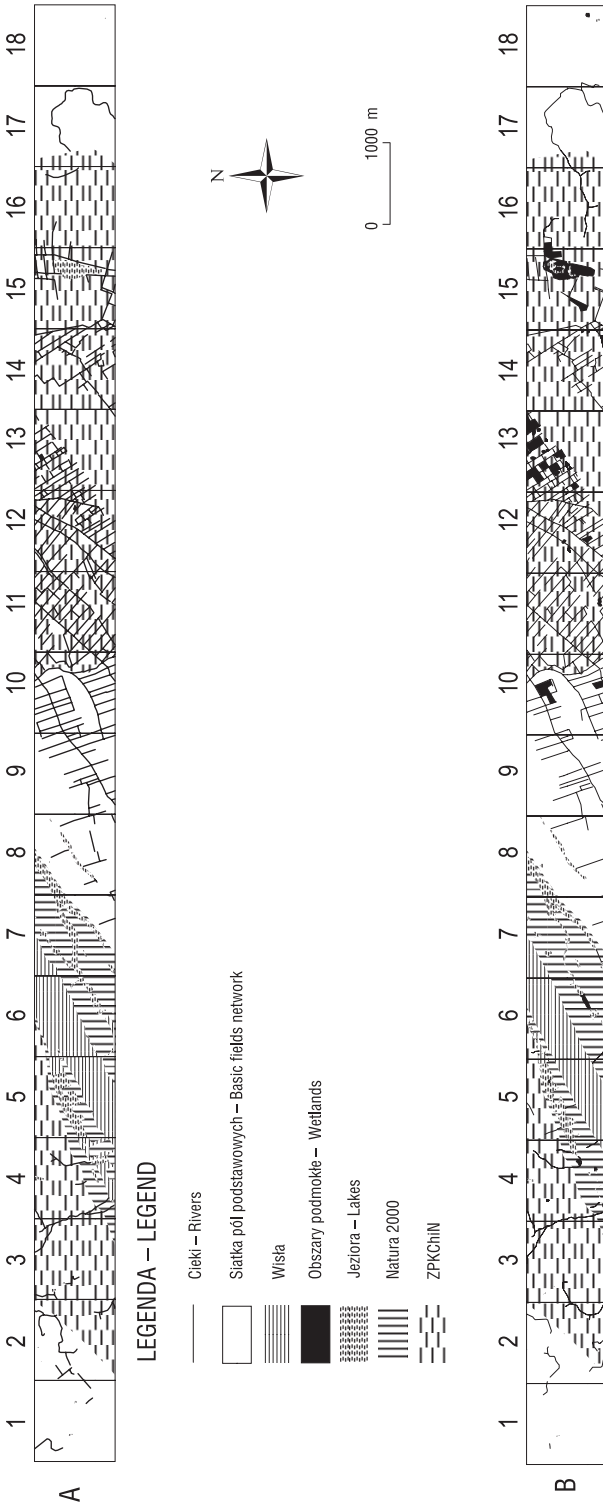 A
1 2 3 4 5 6 7 8 9 10 11 12 13 14 15 16 17 18
LEGENDA – LEGEND
Cieki – Rivers
Siatka pól podstawowych – Basic fields network
Wisła
Obszary podmokłe – Wetlands
Jeziora – Lakes
Natura 2000
ZPKChiN
N
0 1000 m
B
1 2 3 4 5 6 7 8 9 10 11 12 13 14 15 16 17 18